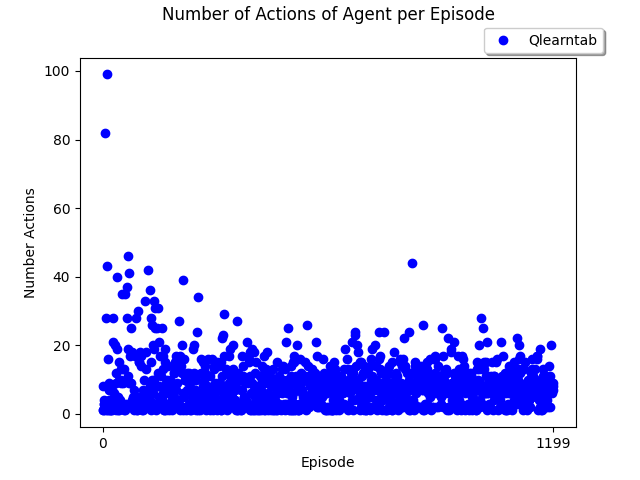 Number of Actions of Agent per Episode
Qlearntab
100
80
60
40
20
0
Number Actions
0 1199
Episode